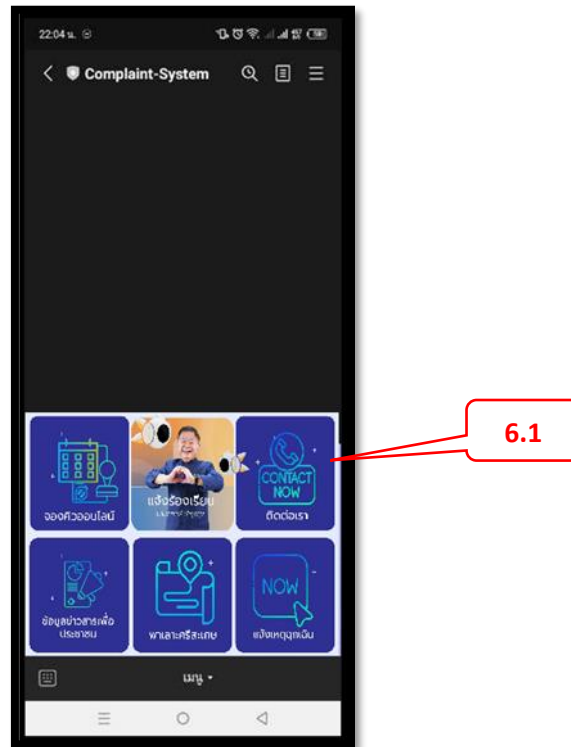 22:04 น.
Complaint-System
6.1
CONTACT
NOW
จองคิวออนไลน์
แจ้งร้องเรียน
ติดต่อเรา
NOW
ข้อมูลข่าวสารเพื่อ
ประชาชน
พาเลาะศรีสะเกษ
แจ้งเหตุฉุกเฉิน
เมนู